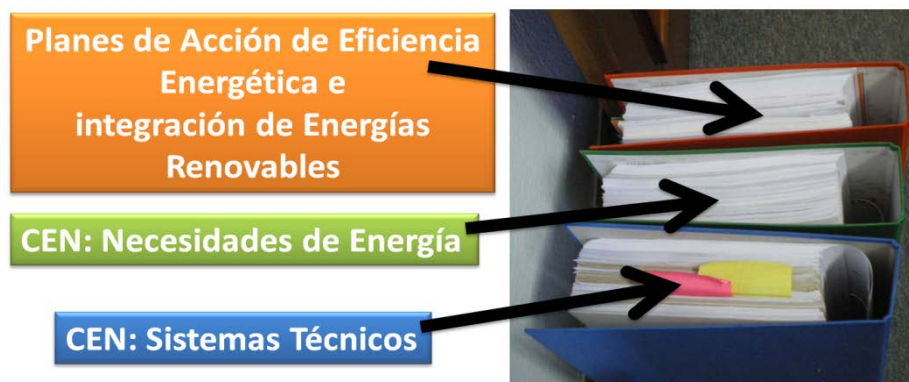 Planes de Acción de Eficiencia
Energética e
integración de Energías
Renovables
CEN: Necesidades de Energía
CEN: Sistemas Técnicos